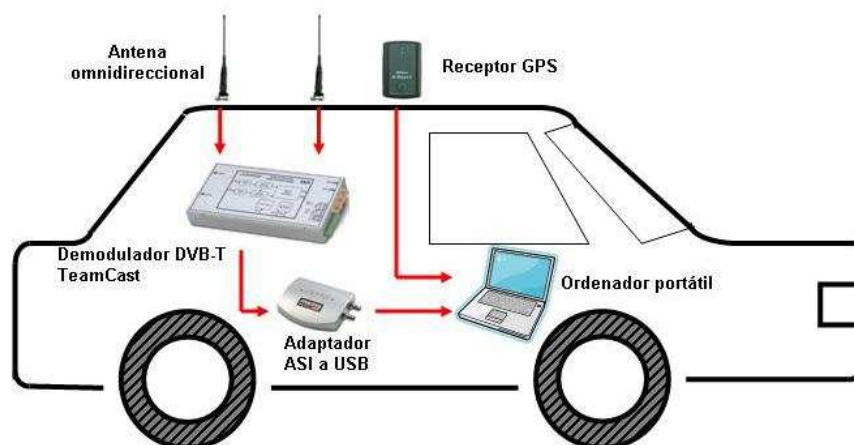 Antena
omnidireccional
Receptor GPS
Demodulador DVB-T
TeamCast
Ordenador portátil
Adaptador
ASI a USB